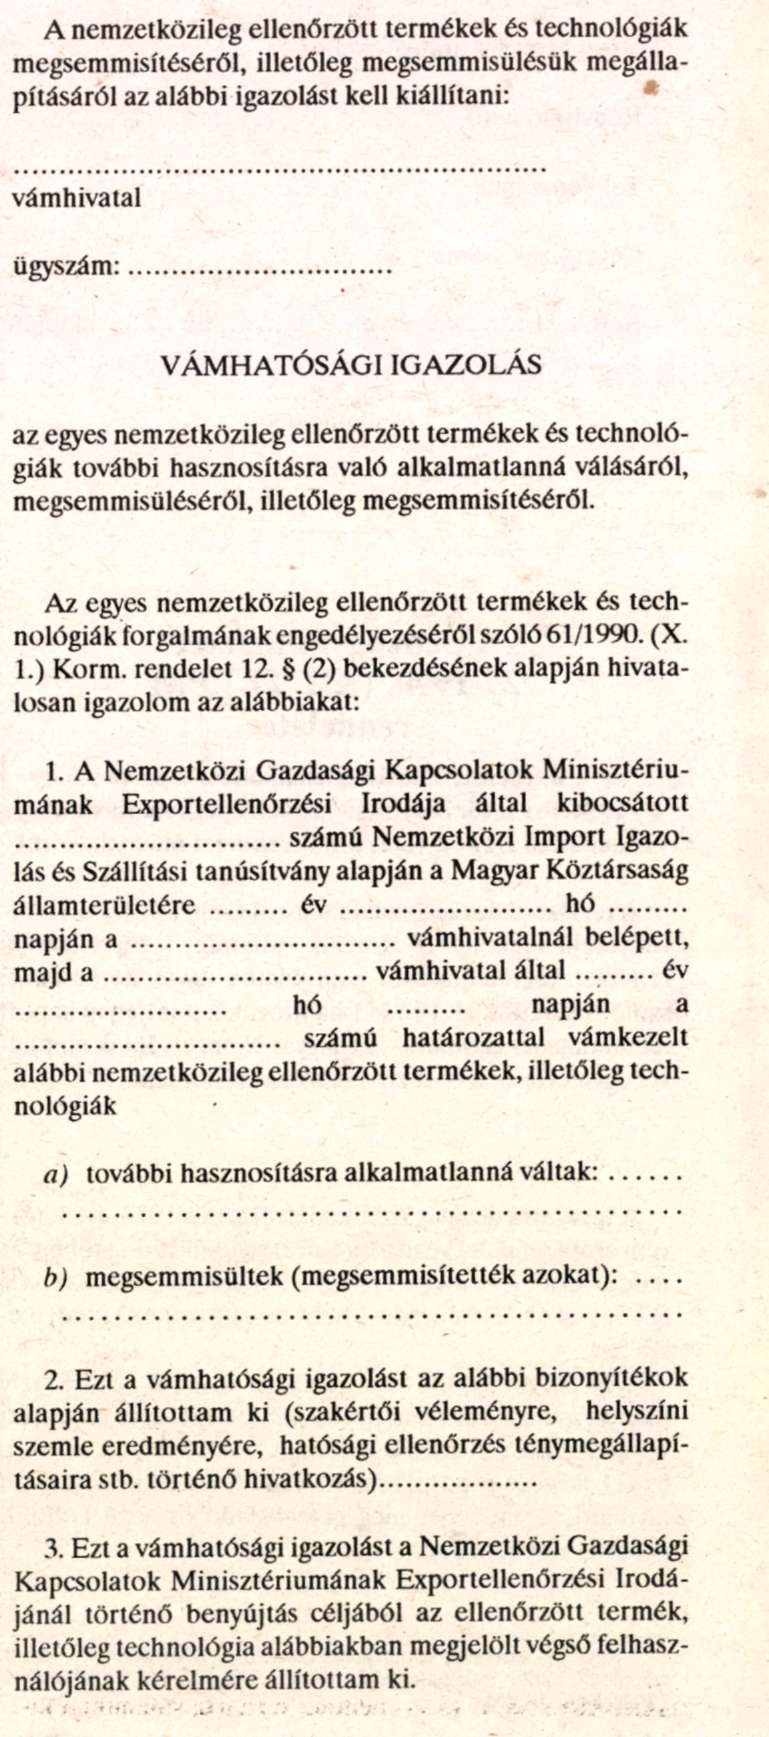 A nemzetközileg ellenőrzött termékek és technológiák
megsemmisítéséről, illetőleg megsemmisülésük megálla-
pításáról az alábbi igazolást kell kiállítani:
............................................................
vámhivatal
ügyszám: ..............................
VÁMHATÓSÁGI IGAZOLÁS
az egyes nemzetközileg ellenőrzött termékek és technoló-
giák további hasznosításra való alkalmatlanná válásáról,
megsemmisüléséről, illetőleg megsemmisítéséről.
Az egyes nemzetközileg ellenőrzött termékek és tech-
nológiák forgalmának engedélyezéséről szóló 61/1990. (X.
1.) Korm. rendelet 12. § (2) bekezdésének alapján hivata-
losan igazolom az alábbiakat:
1. A Nemzetközi Gazdasági Kapcsolatok Minisztériu-
mának Exportellenőrzési Irodája által kibocsátott
.............................. számú Nemzetközi Import Igazo-
lás és Szállítási tanúsítvány alapján a Magyar Köztársaság
államterületére ......... év ........................ hó .........
napján a .............................. vámhivatalnál belépett,
majd a .............................. vámhivatal által ......... év
........................ hó ......... napján a
.............................. számú határozattal vámkezelt
alábbi nemzetközileg ellenőrzött termékek, illetőleg tech-
nológiák
a) további hasznosításra alkalmatlanná váltak: . . . . . .
. . . . . . . . . . . . . . . . . . . . . . . . . . . . . . . . . . . . . . . . . . . . . .
b) megsemmisültek (megsemmisítették azokat): . . . .
. . . . . . . . . . . . . . . . . . . . . . . . . . . . . . . . . . . . . . . . . . . . . .
2. Ezt a vámhatósági igazolást az alábbi bizonyítékok
alapján állítottam ki (szakértői véleményre, helyszíni
szemle eredményére, hatósági ellenőrzés ténymegállapí-
tásaira stb. történő hivatkozás)..................
3. Ezt a vámhatósági igazolást a Nemzetközi Gazdasági
Kapcsolatok Minisztériumának Exportellenőrzési Irodá-
jánál történő benyújtás céljából az ellenőrzött termék,
illetőleg technológia alábbiakban megjelölt végső felhasz-
nálójának kérelmére állítottam ki.